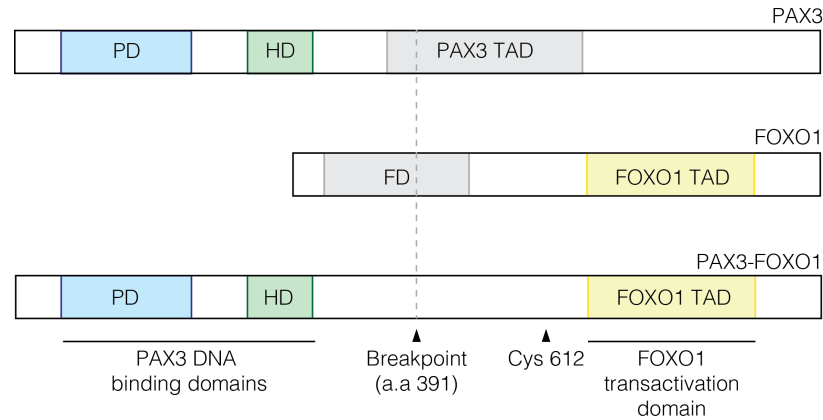 PAX3
PD
HD
PAX3 TAD
FOXO1
FD
FOXO1 TAD
PAX3-FOXO1
PD
HD
FOXO1 TAD
PAX3 DNA
binding domains
Breakpoint
(a.a 391)
Cys 612
FOXO1
transactivation
domain